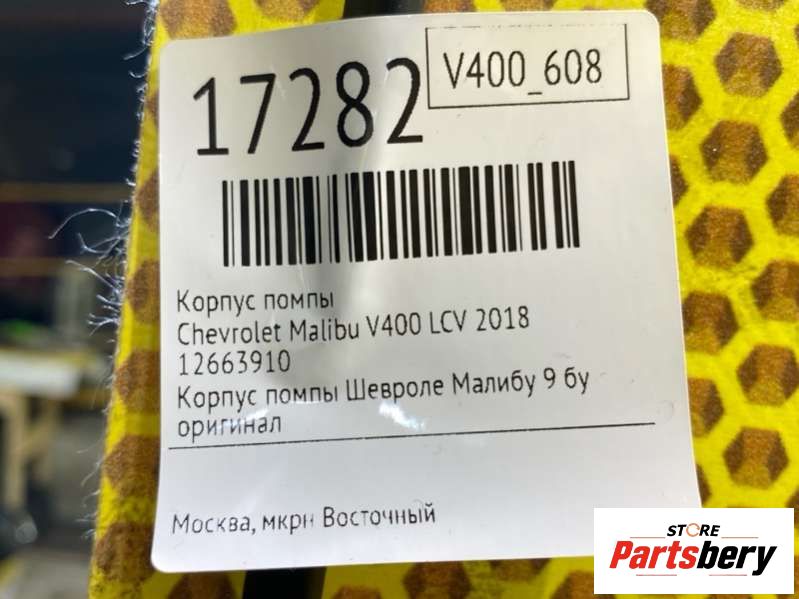 17282
V400_608
Корпус помпы
Chevrolet Malibu V400 LCV 2018
12663910
Корпус помпы Шевроле Малибу 9 бу
оригинал
Москва, мкрн Восточный
STORE
Partsbery